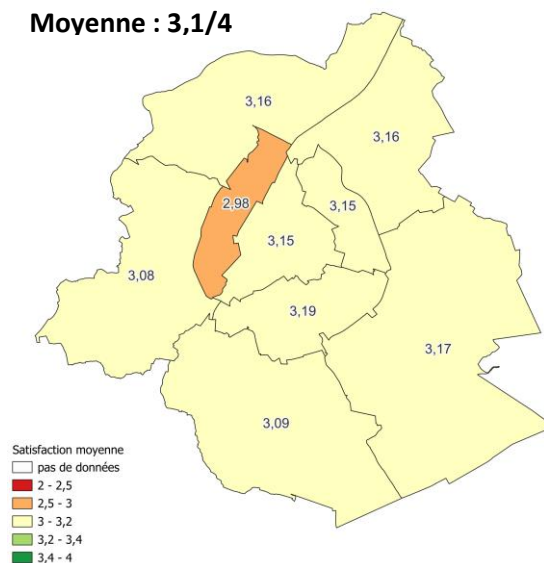 Moyenne : 3,1/4
3,16
3,16
2,98
3,15
3,15
3,08
3,19
3,17
3,09
Satisfaction moyenne
pas de données
2 - 2,5
2,5 - 3
3 - 3,2
3,2 - 3,4
3,4 - 4